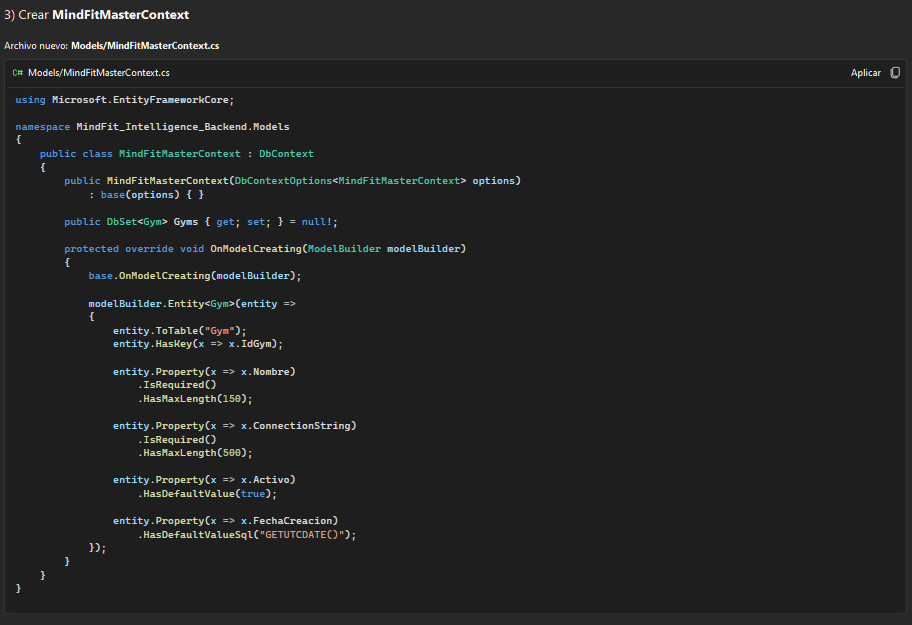 3) Crear MindFitMasterContext
Archivo nuevo: Models/MindFitMasterContext.cs
C# Models/MindFitMasterContext.cs
Aplicar
using Microsoft.EntityFrameworkCore;

namespace MindFit_Intelligence_Backend.Models
{
    public class MindFitMasterContext : DbContext
    {
        public MindFitMasterContext(DbContextOptions<MindFitMasterContext> options)
            : base(options) { }

        public DbSet<Gym> Gyms { get; set; } = null!;

        protected override void OnModelCreating(ModelBuilder modelBuilder)
        {
            base.OnModelCreating(modelBuilder);

            modelBuilder.Entity<Gym>(entity =>
            {
                entity.ToTable("Gym");
                entity.HasKey(x => x.IdGym);

                entity.Property(x => x.Nombre)
                    .IsRequired()
                    .HasMaxLength(150);

                entity.Property(x => x.ConnectionString)
                    .IsRequired()
                    .HasMaxLength(500);

                entity.Property(x => x.Activo)
                    .HasDefaultValue(true);

                entity.Property(x => x.FechaCreacion)
                    .HasDefaultValueSql("GETUTCDATE()");
            });
        }
    }
}